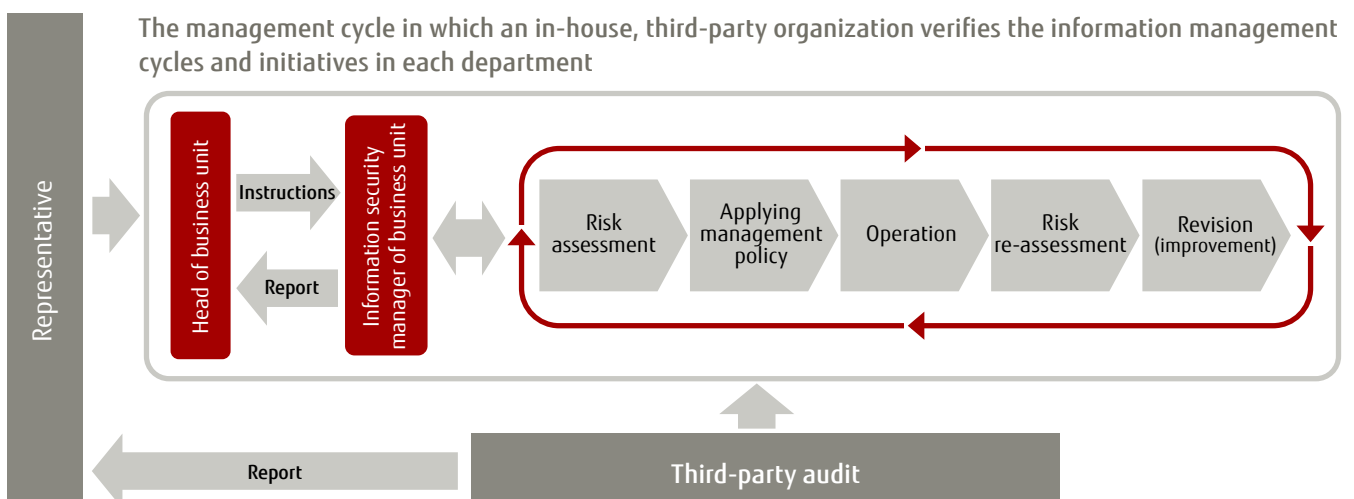 The management cycle in which an in-house, third-party organization verifies the information management
cycles and initiatives in each department
Representative
Head of business unit
Instructions
Report
Information security
manager of business unit
Risk
assessment
Applying
management
policy
Operation
Risk
re-assessment
Revision
(improvement)
Report
Third-party audit